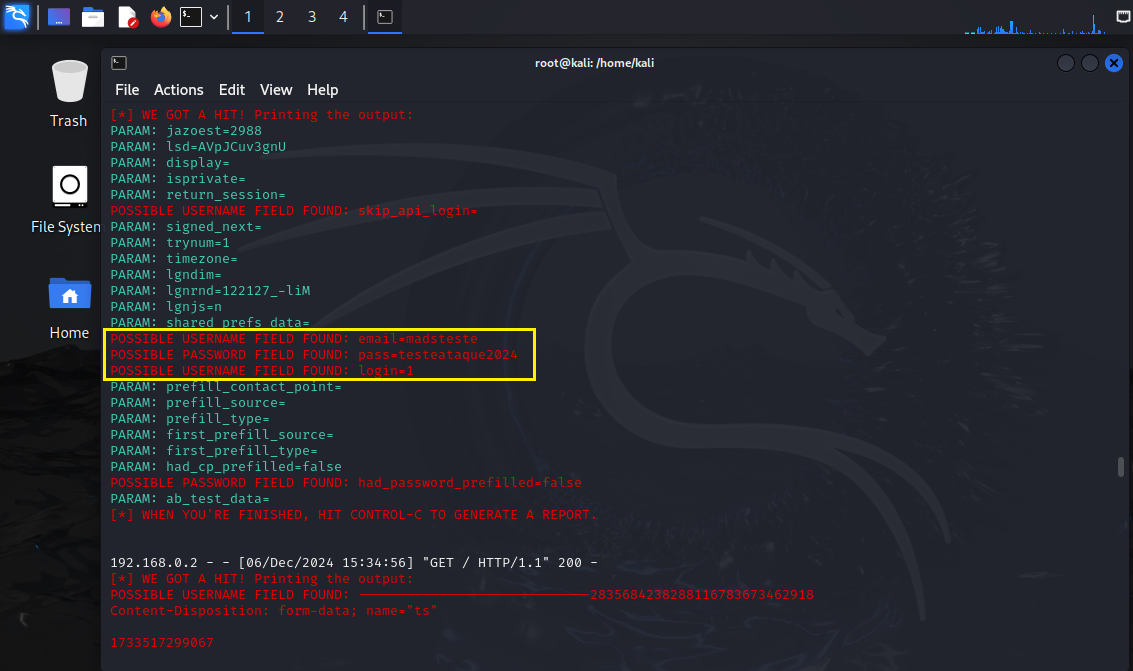 1 2 3 4
root@kali: /home/kali
File Actions Edit View Help
Trash
File System
Home
[*] WE GOT A HIT! Printing the output:
PARAM: jazoest=2988
PARAM: lsd=AVpJCuv3gnU
PARAM: display=
PARAM: isprivate=
PARAM: return_session=
POSSIBLE USERNAME FIELD FOUND: skip_api_login=
PARAM: signed_next=
PARAM: trynum=1
PARAM: timezone=
PARAM: lgndim=
PARAM: lgnrnd=122127_-liM
PARAM: lgnjs=n
PARAM: shared_prefs_data=
POSSIBLE USERNAME FIELD FOUND: email=madsteste
POSSIBLE PASSWORD FIELD FOUND: pass=testeataque2024
POSSIBLE USERNAME FIELD FOUND: login=1
PARAM: prefill_contact_point=
PARAM: prefill_source=
PARAM: prefill_type=
PARAM: first_prefill_source=
PARAM: first_prefill_type=
PARAM: had_cp_prefilled=false
POSSIBLE PASSWORD FIELD FOUND: had_password_prefilled=false
PARAM: ab_test_data=
[*] WHEN YOU'RE FINISHED, HIT CONTROL-C TO GENERATE A REPORT.
192.168.0.2 - - [06/Dec/2024 15:34:56] "GET / HTTP/1.1" 200 -
[*] WE GOT A HIT! Printing the output:
POSSIBLE USERNAME FIELD FOUND: -----------------------------2835684238288116783673462918
Content-Disposition: form-data; name="ts"
1733517299067